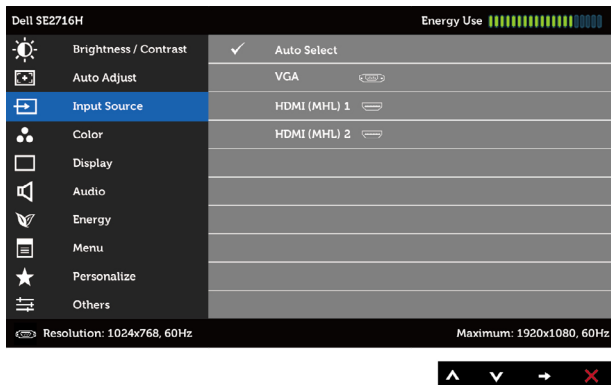 Dell SE2716H Energy Use
Brightness / Contrast Auto Select
Auto Adjust VGA
Input Source HDMI (MHL) 1
Color HDMI (MHL) 2
Display
Audio
Energy
Menu
Personalize
Others
Resolution: 1024x768, 60Hz Maximum: 1920x1080, 60Hz